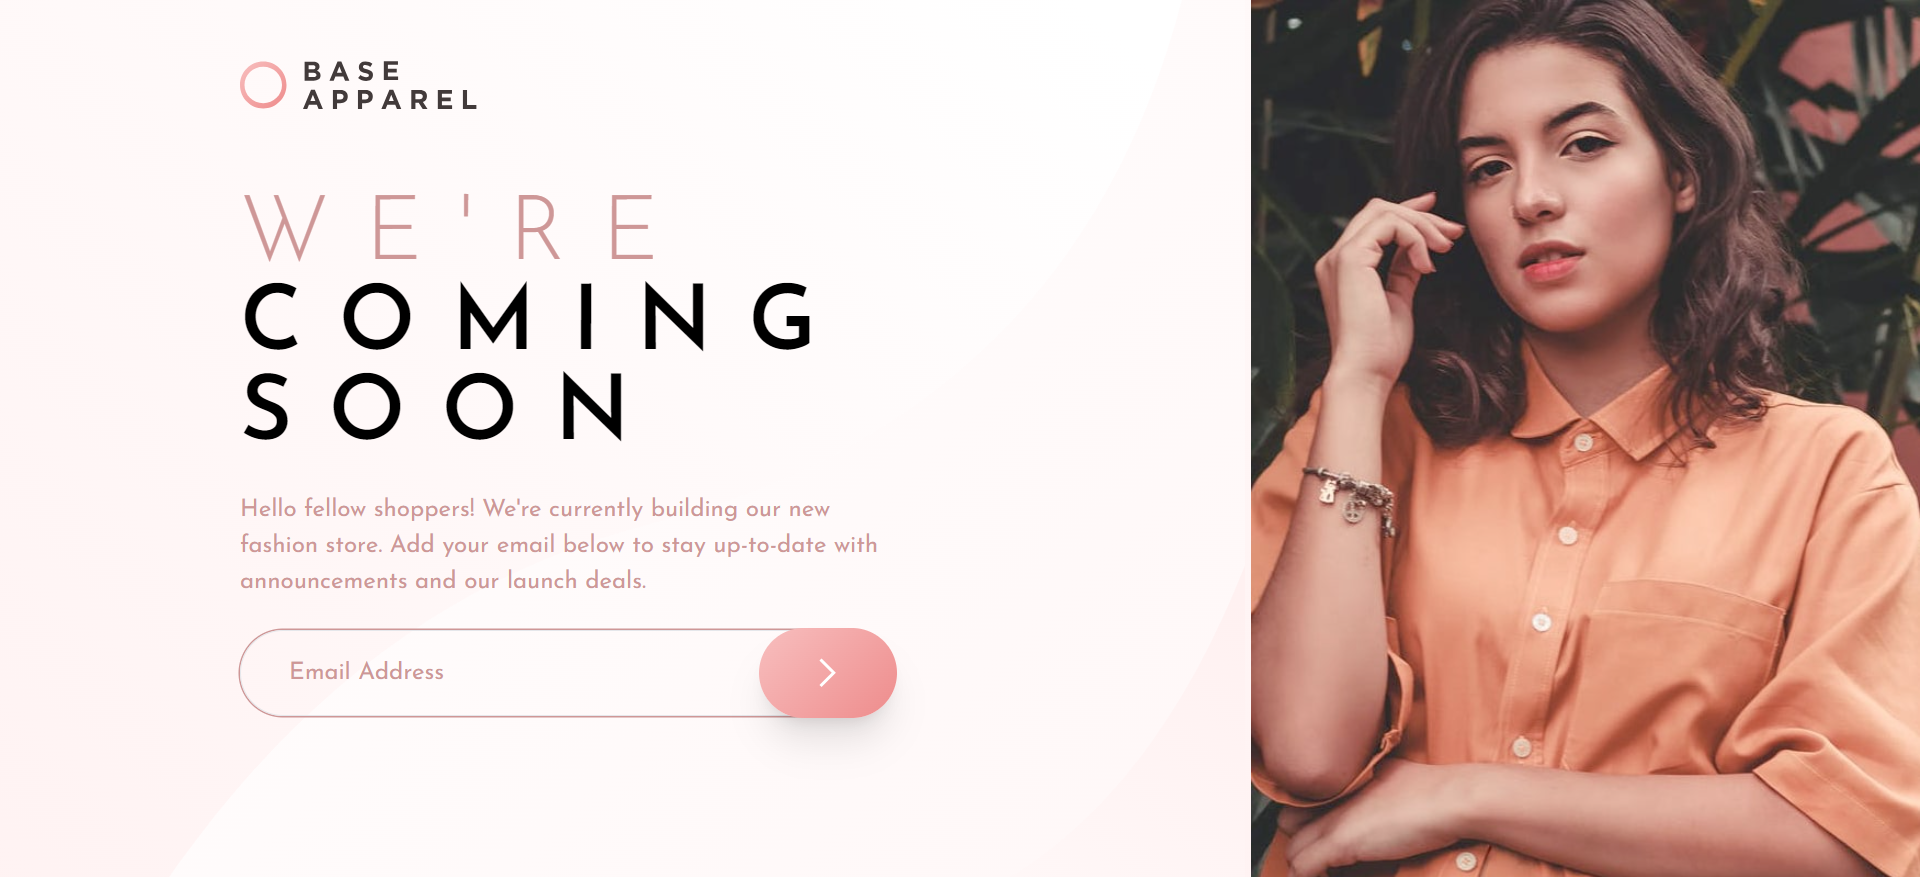 BASE
APPAREL
WE'RE
COMING
SOON
Hello fellow shoppers! We're currently building our new
fashion store. Add your email below to stay up-to-date with
announcements and our launch deals.
Email Address